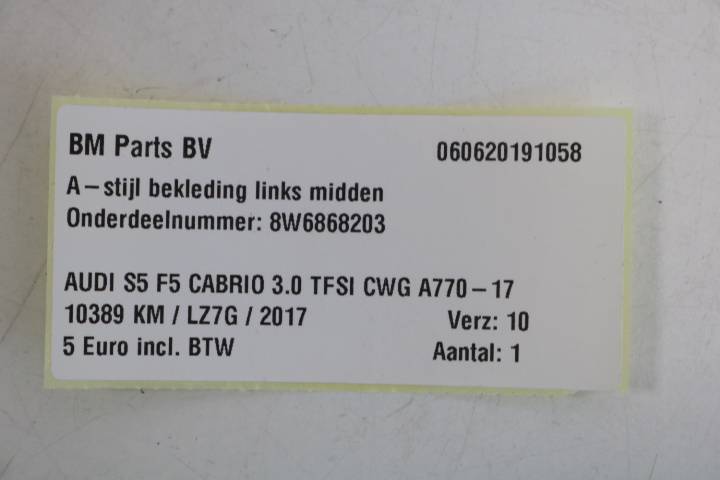 BM Parts BV 060620191058
A-stijl bekleding links midden
Onderdeelnummer: 8W6868203
AUDI S5 F5 CABRIO 3.0 TFSI CWG A770-17
10389 KM / LZ7G / 2017 Verz: 10
5 Euro incl. BTW Aantal: 1